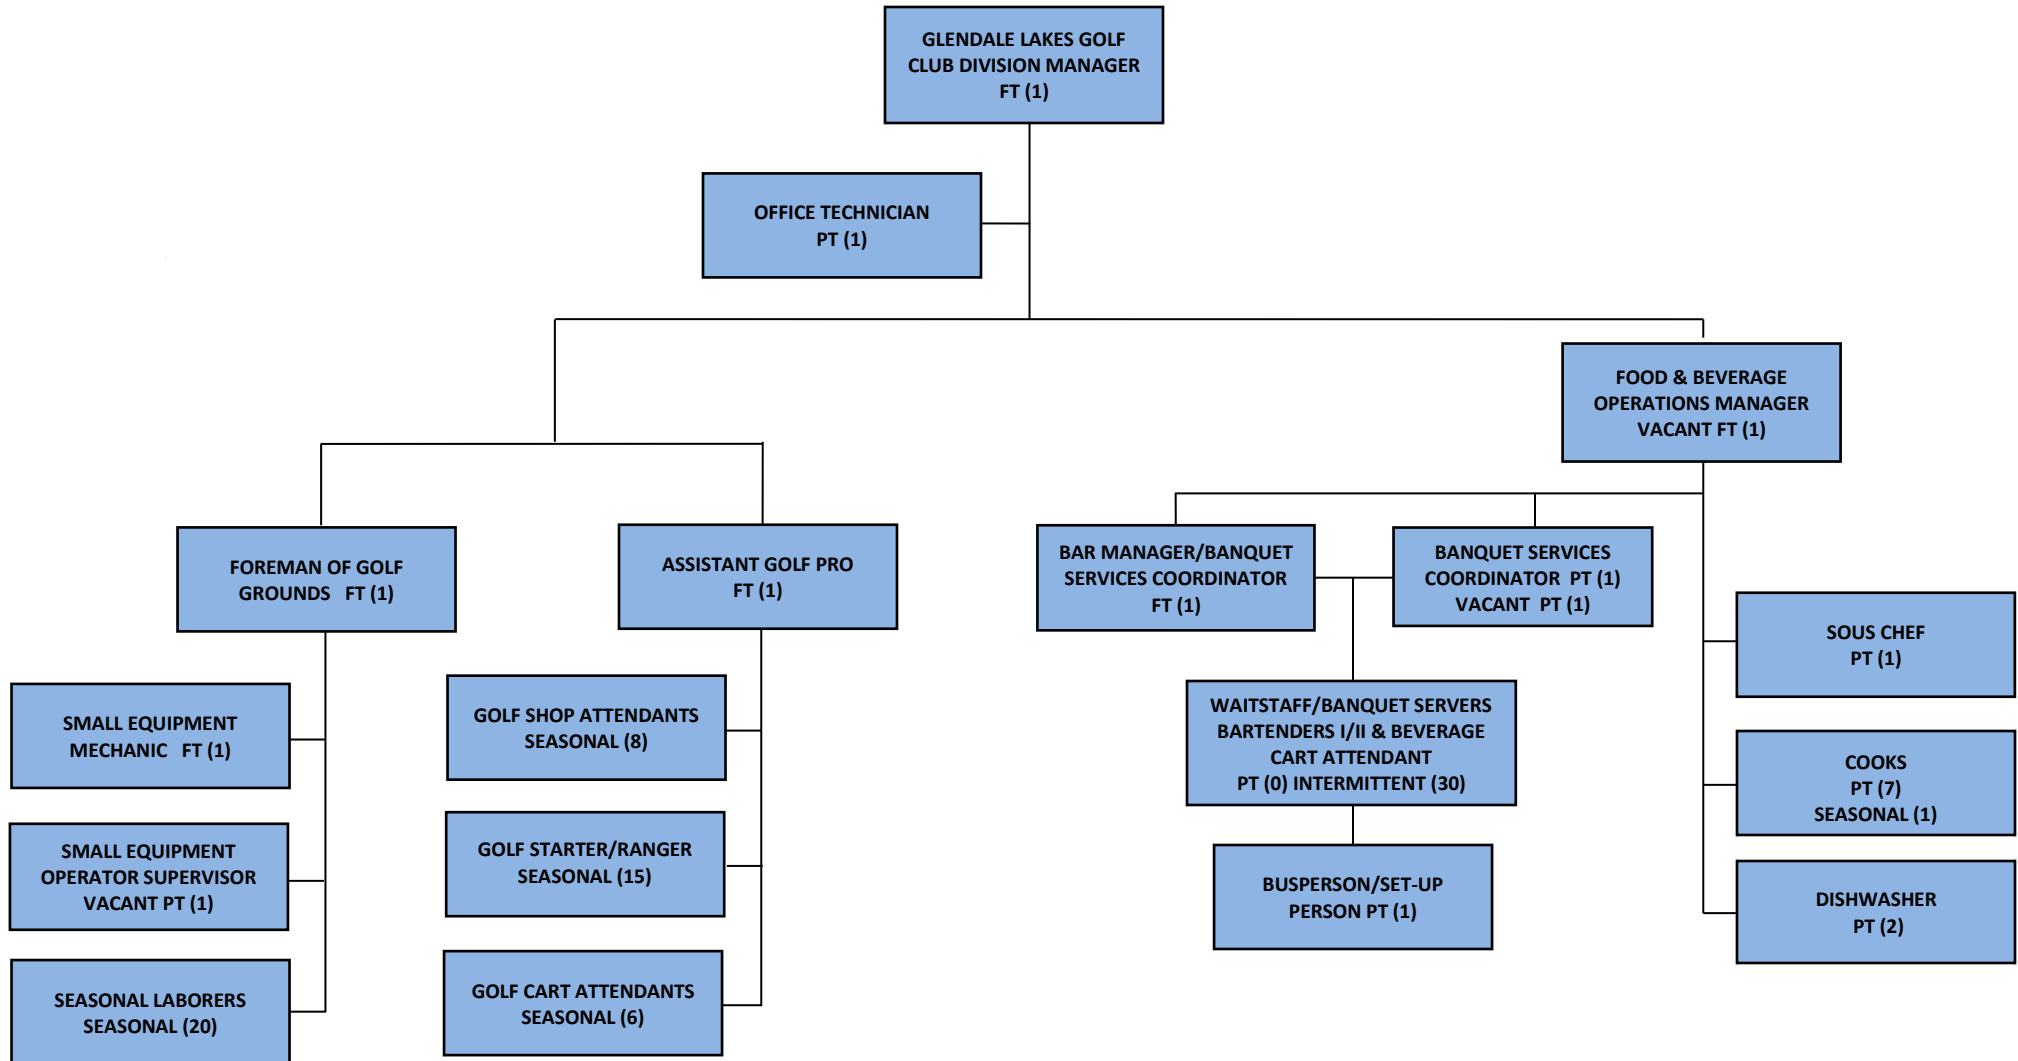 GLENDALE LAKES GOLF
CLUB DIVISION MANAGER
FT (1)
OFFICE TECHNICIAN
PT (1)
FOOD & BEVERAGE
OPERATIONS MANAGER
VACANT FT (1)
FOREMAN OF GOLF
GROUNDS FT (1)
ASSISTANT GOLF PRO
FT (1)
BAR MANAGER/BANQUET
SERVICES COORDINATOR
FT (1)
BANQUET SERVICES
COORDINATOR PT (1)
VACANT PT (1)
SMALL EQUIPMENT
MECHANIC FT (1)
SMALL EQUIPMENT
OPERATOR SUPERVISOR
VACANT PT (1)
SEASONAL LABORERS
SEASONAL (20)
GOLF SHOP ATTENDANTS
SEASONAL (8)
GOLF STARTER/RANGER
SEASONAL (15)
GOLF CART ATTENDANTS
SEASONAL (6)
WAITSTAFF/BANQUET SERVERS
BARTENDERS I/II & BEVERAGE
CART ATTENDANT
PT (0) INTERMITTENT (30)
BUSPERSON/SET-UP
PERSON PT (1)
SOUS CHEF
PT (1)
COOKS
PT (7)
SEASONAL (1)
DISHWASHER
PT (2)